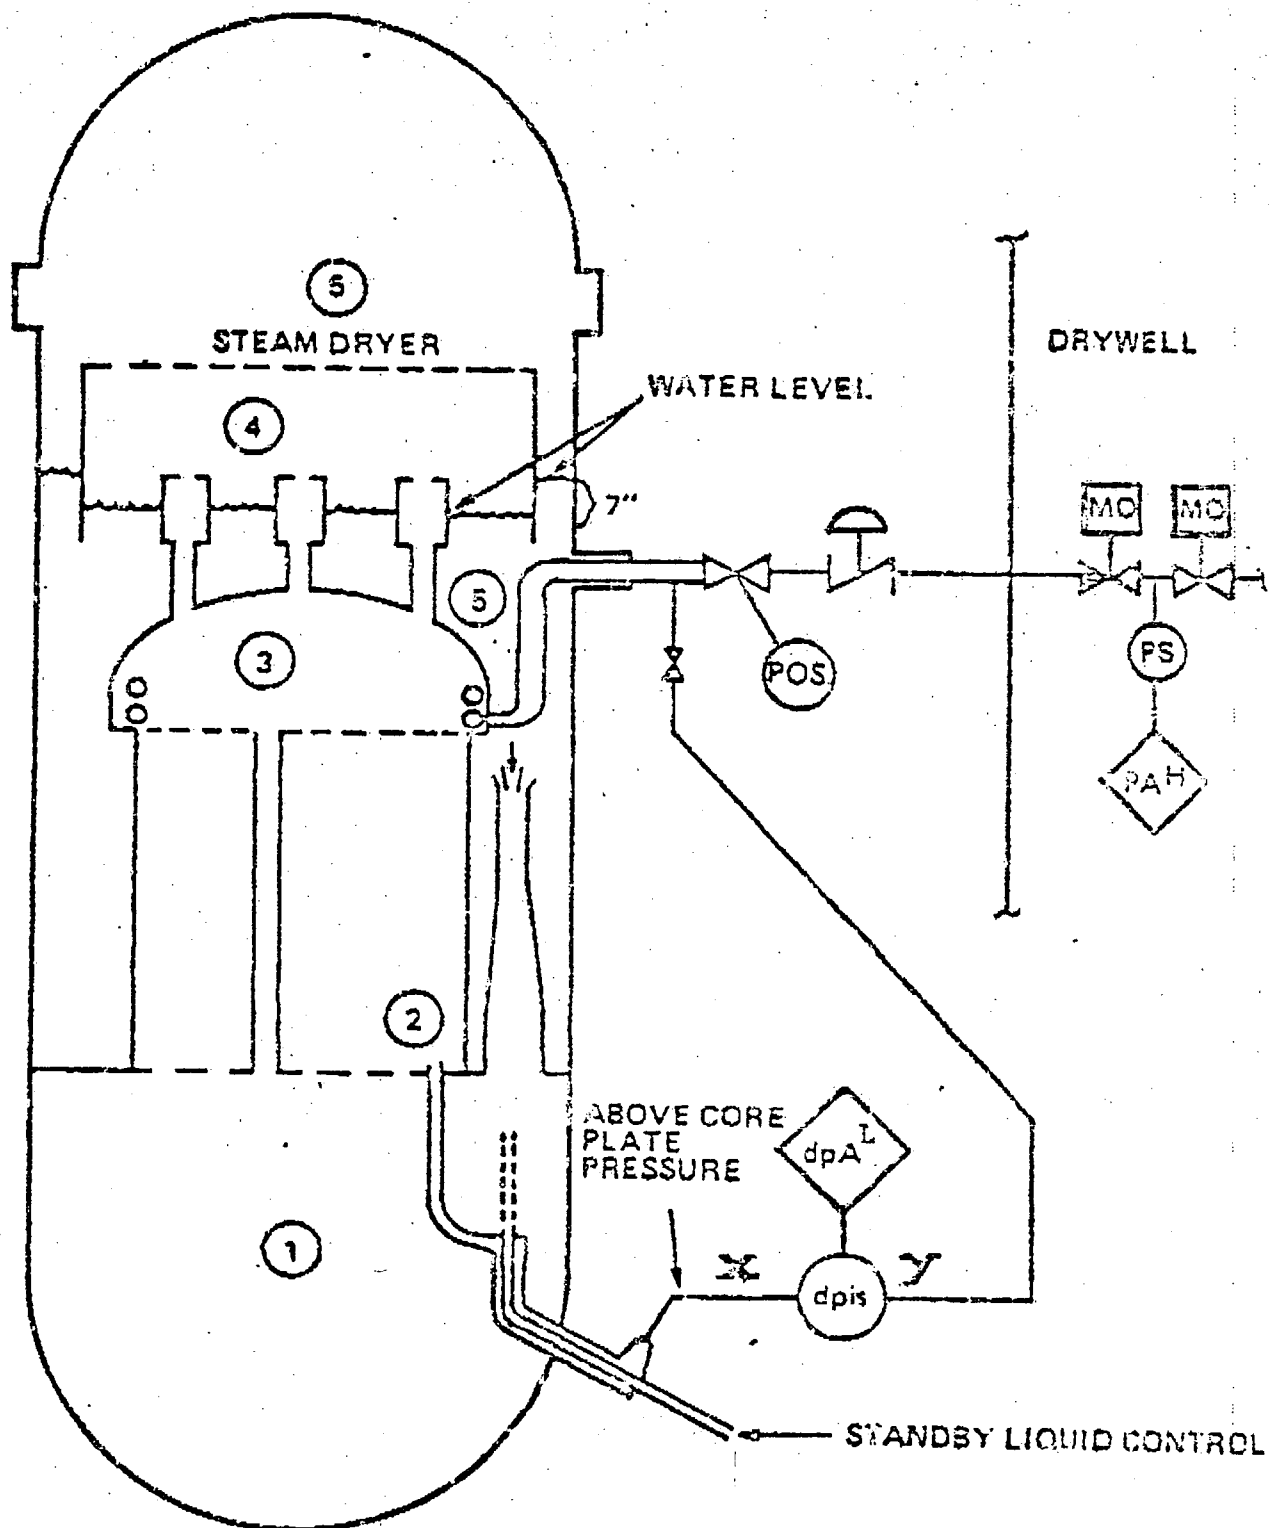 5
STEAM DRYER
DRYWELL
WATER LEVEL
4
7"
MO
MO
5
3
POS
PS
PAH
2
ABOVE CORE
PLATE
PRESSURE
dpAL
1
X
dpis
Y
STANDBY LIQUID CONTROL